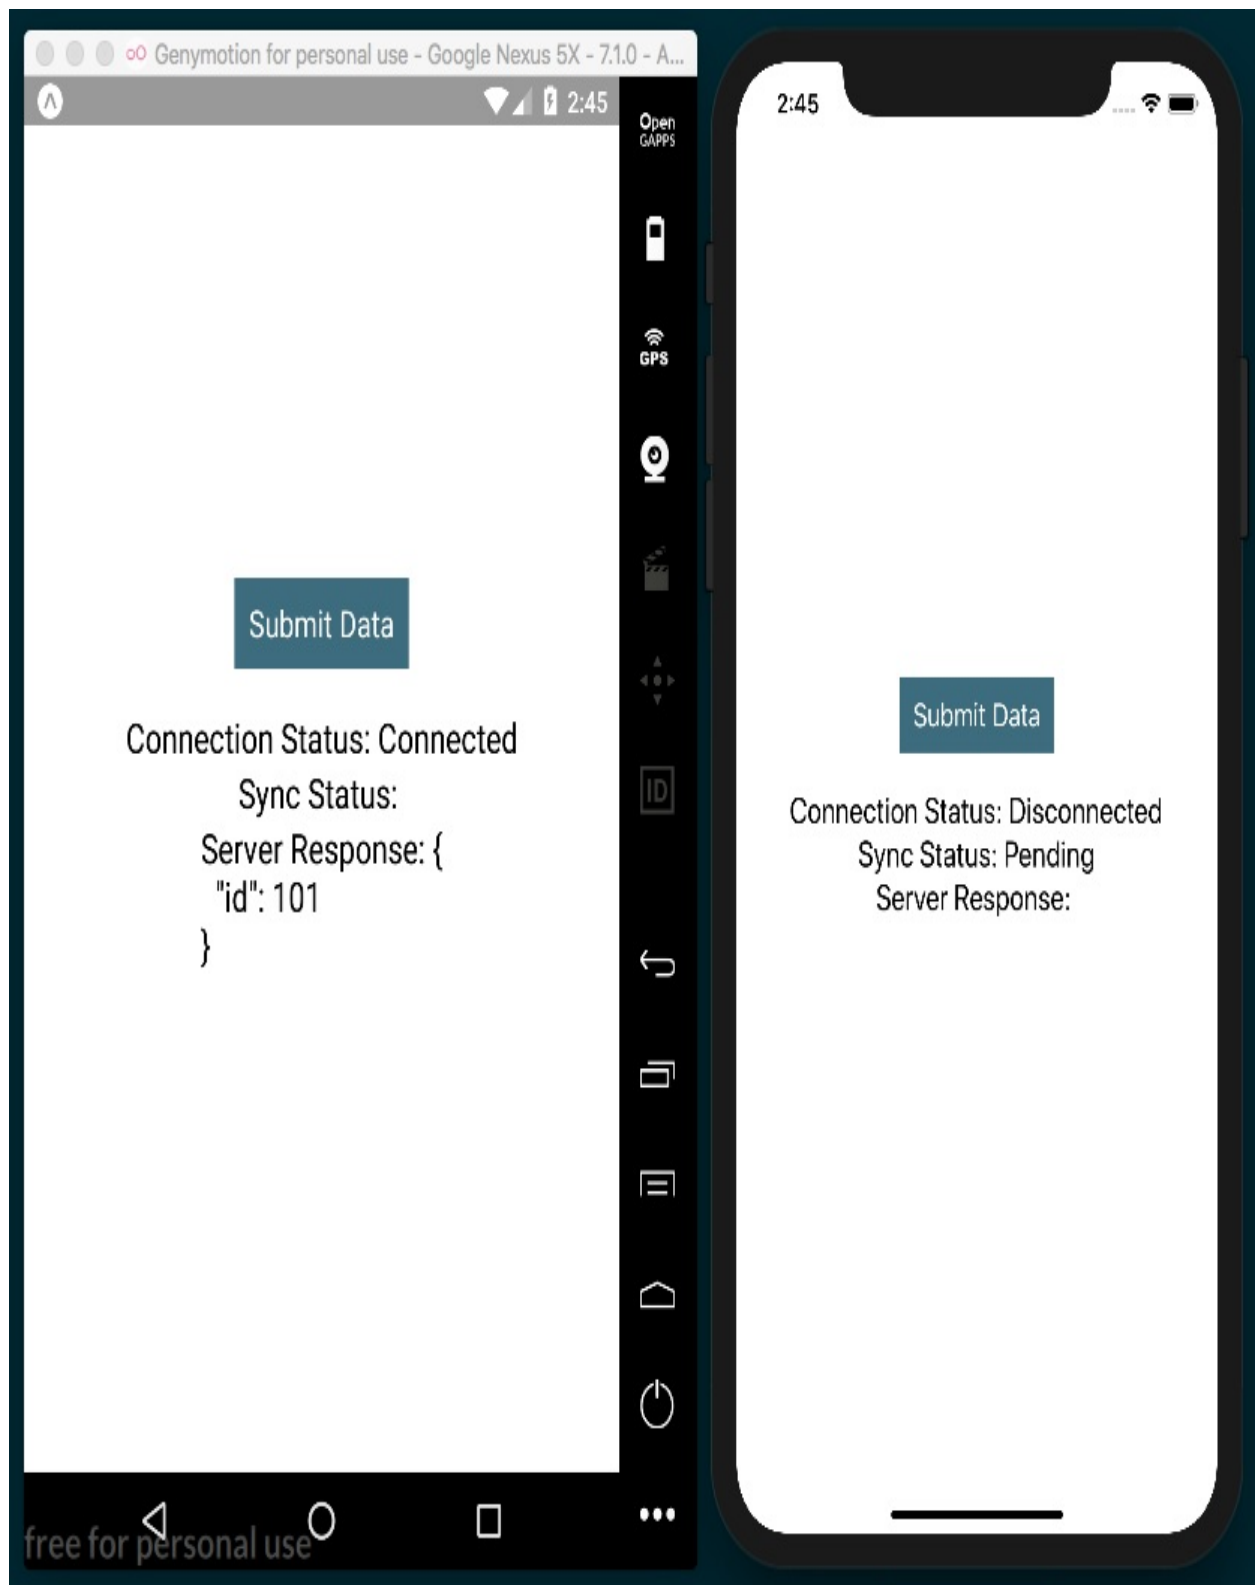 Genymotion for personal use - Google Nexus 5X - 7.1.0 - A...
2:45
Open
GAPPS
GPS
Submit Data
Connection Status: Connected
Sync Status:
Server Response: {
"id": 101
}
ID
free for personal use
2:45
Submit Data
Connection Status: Disconnected
Sync Status: Pending
Server Response: